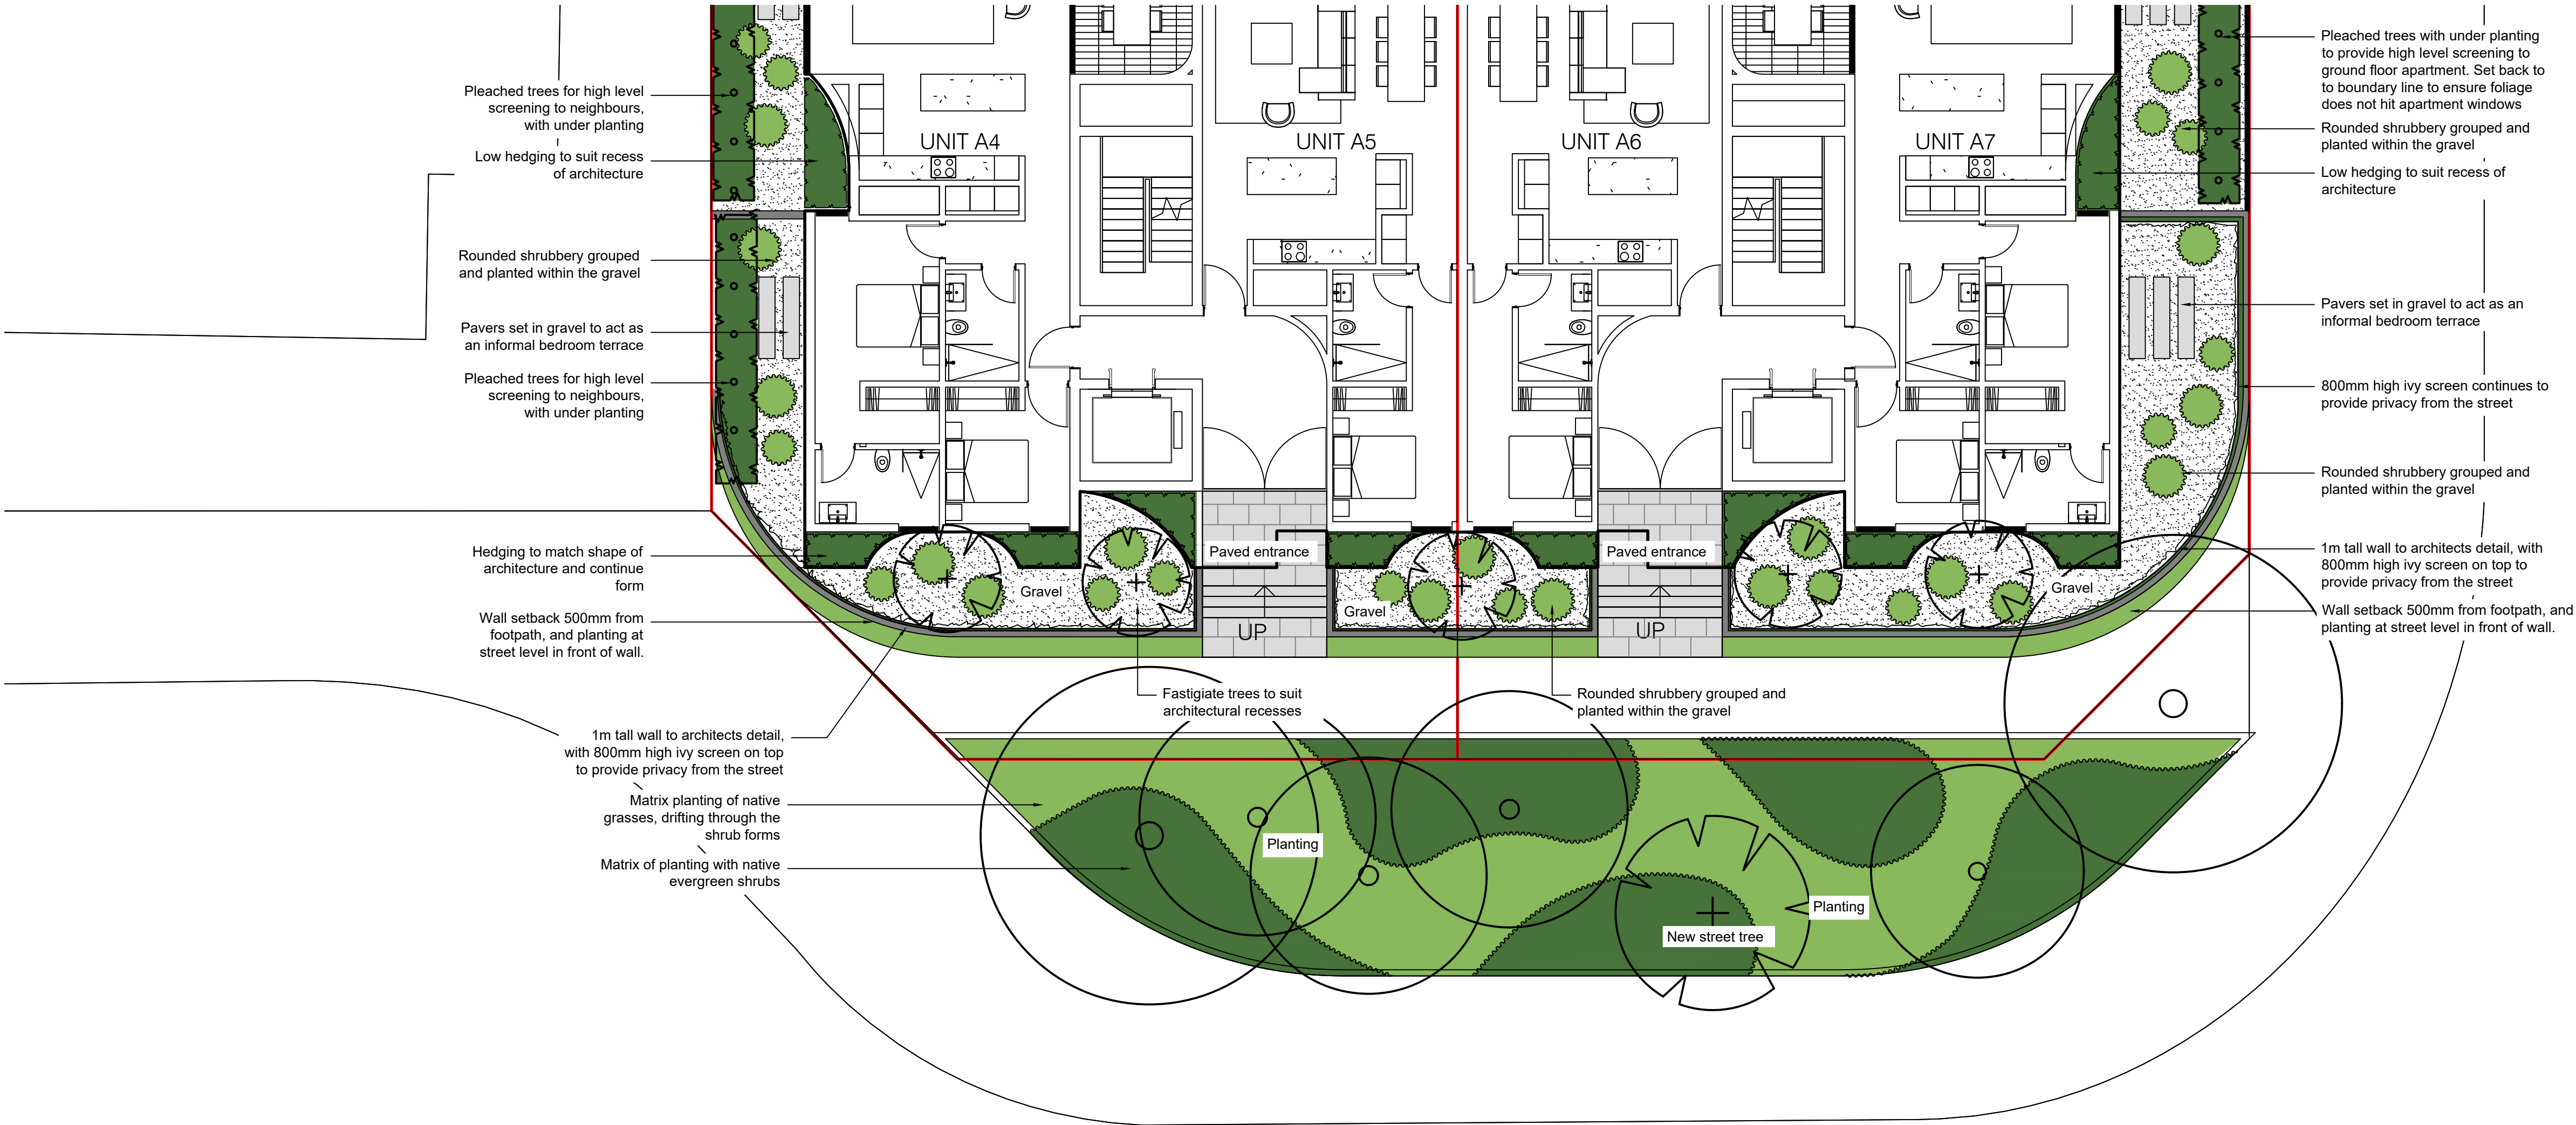 Pleached trees for high level
screening to neighbours,
with under planting
Low hedging to suit recess
of architecture
Rounded shrubbery grouped
and planted within the gravel
Pavers set in gravel to act as
an informal bedroom terrace
Pleached trees for high level
screening to neighbours,
with under planting
Hedging to match shape of
architecture and continue
form
Wall setback 500mm from
footpath, and planting at
street level in front of wall.
1m tall wall to architects detail,
with 800mm high ivy screen on top
to provide privacy from the street
Matrix planting of native
grasses, drifting through the
shrub forms
Matrix of planting with native
evergreen shrubs
UNIT A4
UNIT A5
UNIT A6
UNIT A7
Paved entrance
Paved entrance
Gravel
Gravel
Gravel
UP
UP
Fastigiate trees to suit
architectural recesses
Rounded shrubbery grouped and
planted within the gravel
Planting
Planting
New street tree
Pleached trees with under planting
to provide high level screening to
ground floor apartment. Set back
to boundary line to ensure foliage
does not hit apartment windows
Rounded shrubbery grouped and
planted within the gravel
Low hedging to suit recess of
architecture
Pavers set in gravel to act as an
informal bedroom terrace
800mm high ivy screen continues to
provide privacy from the street
Rounded shrubbery grouped and
planted within the gravel
1m tall wall to architects detail, with
800mm high ivy screen on top to
provide privacy from the street
Wall setback 500mm from footpath, and
planting at street level in front of wall.